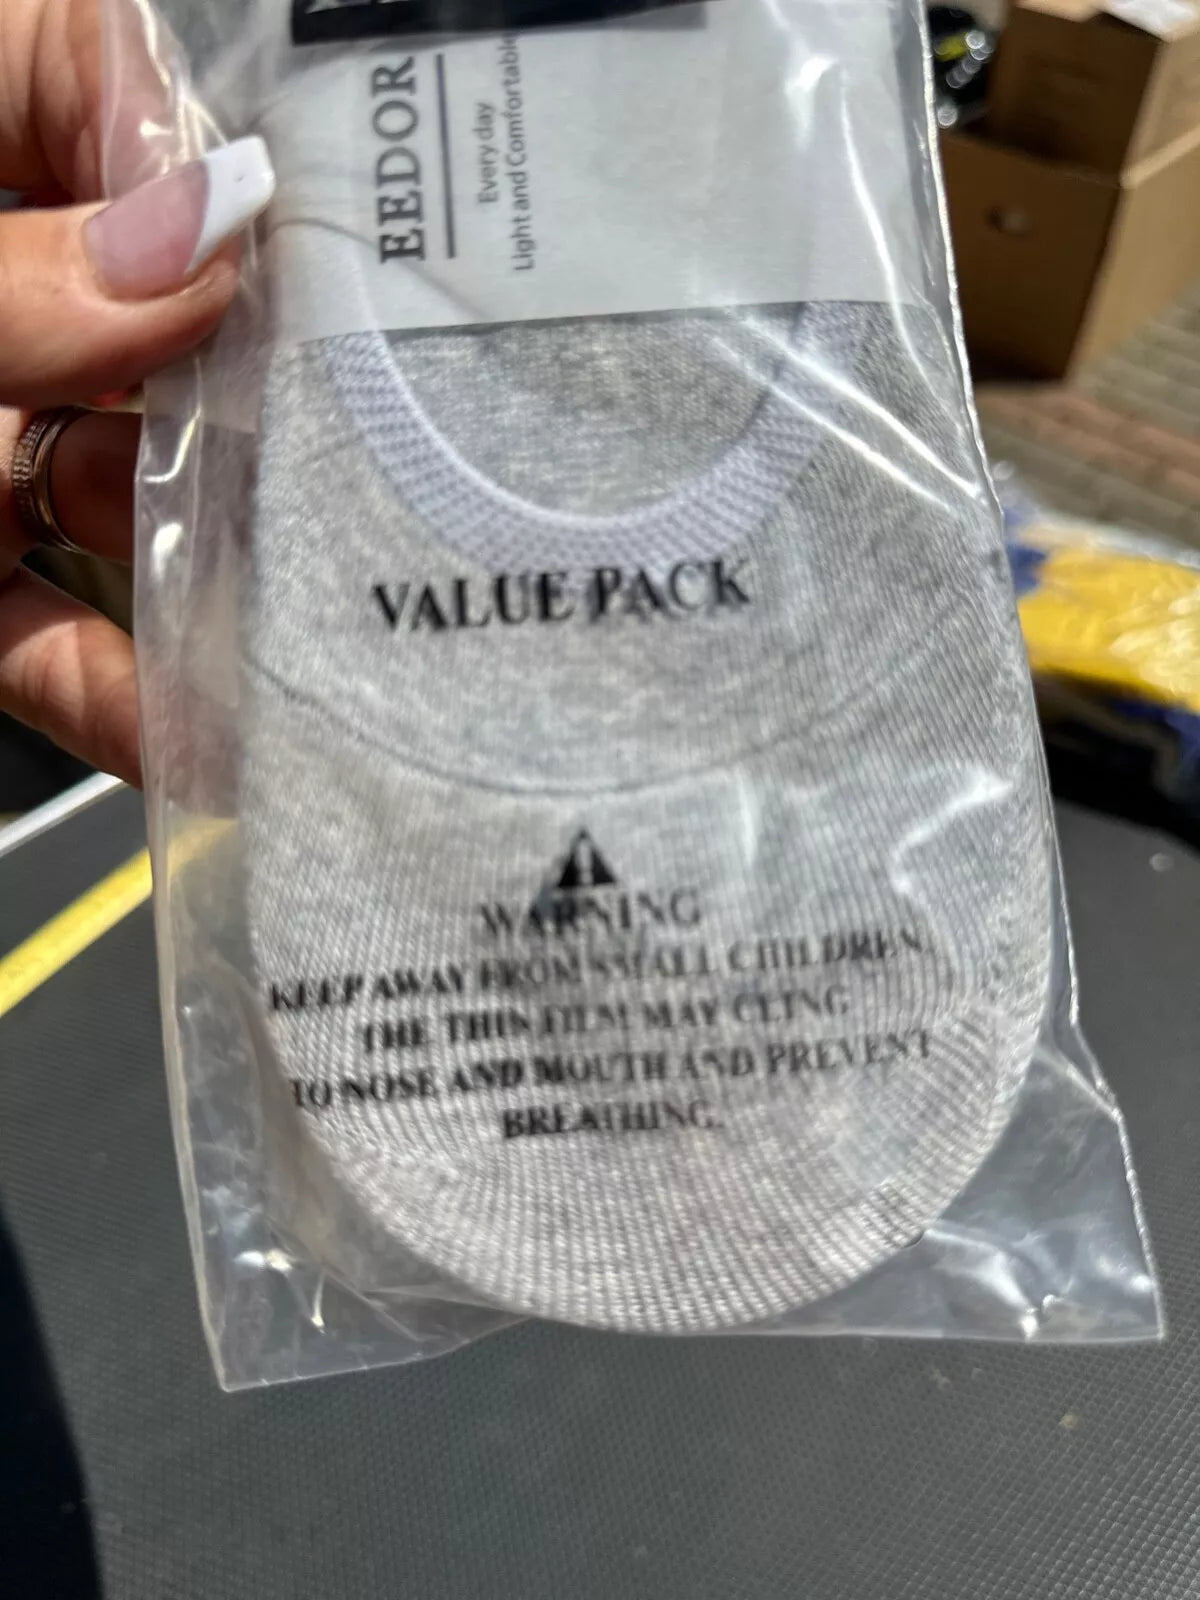 EEDOR
Every day
Light and Comfortable
VALUE PACK
WARNING
KEEP AWAY FROM SMALL CHILDREN.
THE THIN FILM MAY CLING
TO NOSE AND MOUTH AND PREVENT
BREATHING.